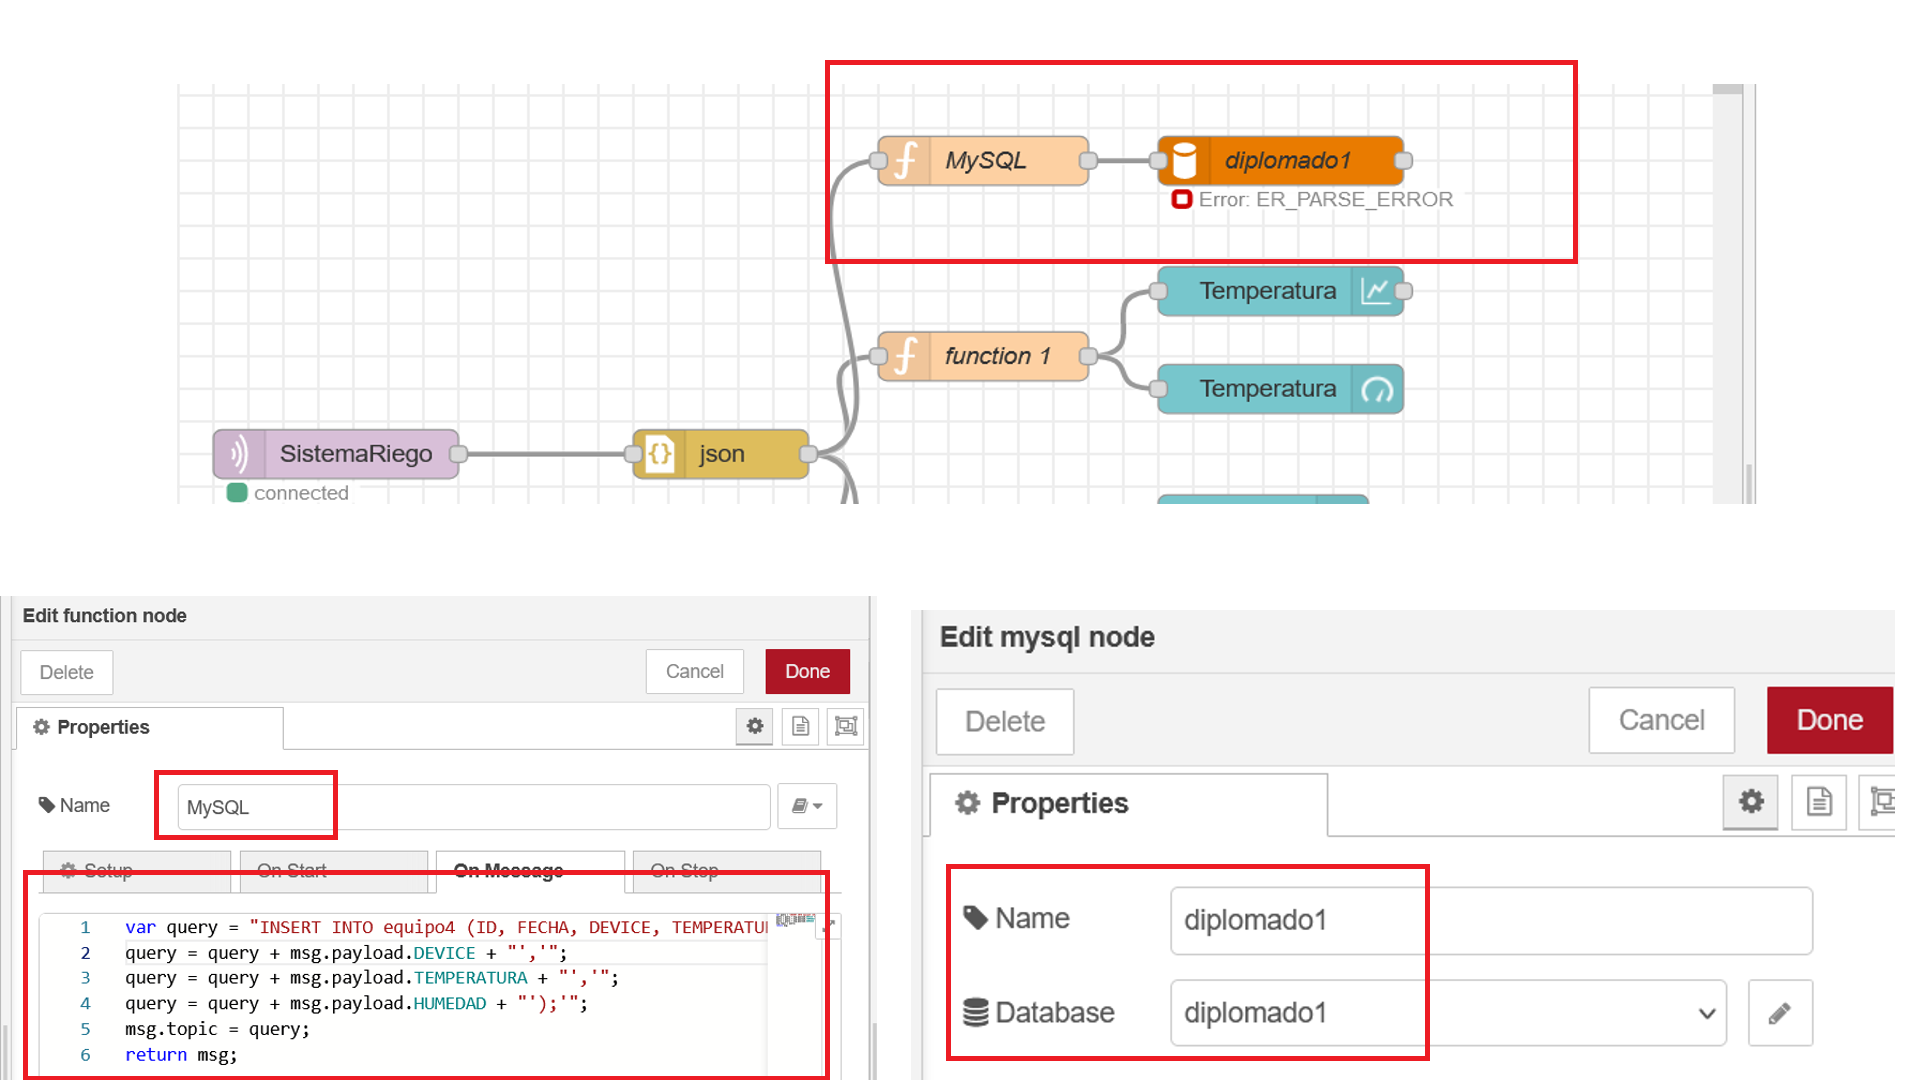 MySQL
diplomado1
Error: ER_PARSE_ERROR
Temperatura
function 1
Temperatura
SistemaRiego
json
connected
Edit function node
Delete
Cancel
Done
Properties
Name
MySQL
Setup
On Start
On Message
On Stop
1 var query = "INSERT INTO equipo4 (ID, FECHA, DEVICE, TEMPERATU
2 query = query + msg.payload.DEVICE + "','";
3 query = query + msg.payload.TEMPERATURA + "','";
4 query = query + msg.payload.HUMEDAD + "');'";
5 msg.topic = query;
6 return msg;
Edit mysql node
Delete
Cancel
Done
Properties
Name
diplomado1
Database
diplomado1